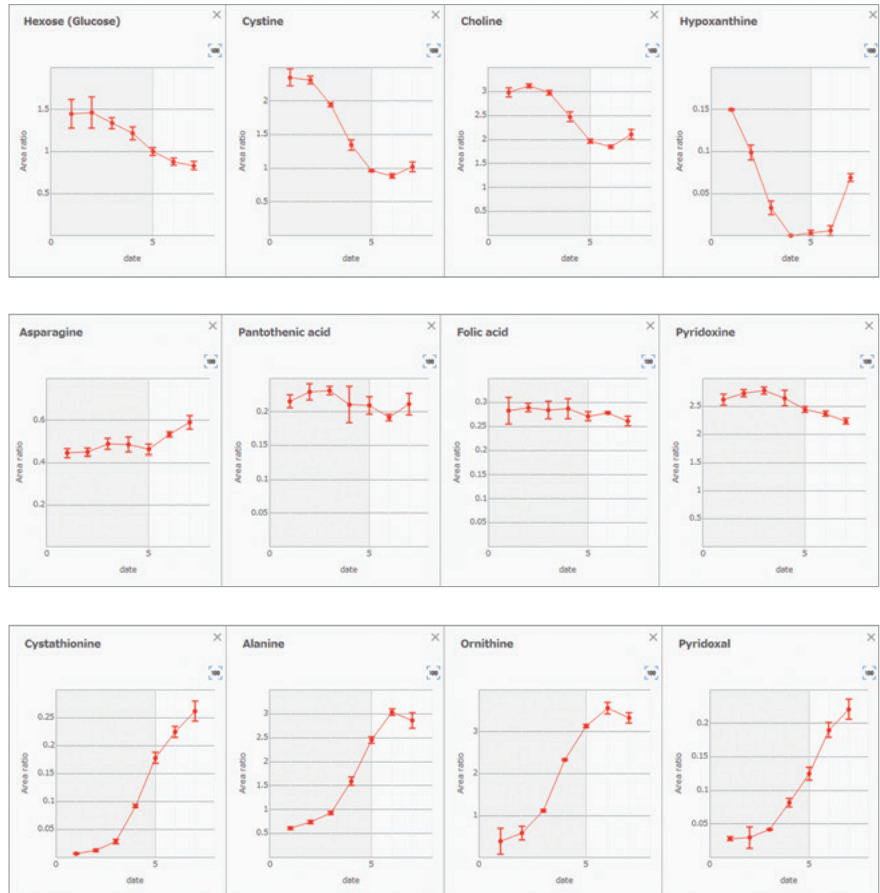 Hexose (Glucose) × Cystine × Choline × Hypoxanthine ×
Area ratio 1.5 1 0.5 5 date
Area ratio 2 1.5 1 0.5 5 date
Area ratio 3 2.5 2 1.5 1 0.5 5 date
Area ratio 0.15 0.1 0.05 0 5 date
Asparagine × Pantothenic acid × Folic acid × Pyridoxine ×
Area ratio 0.6 0.4 0.2 0 5 date
Area ratio 0.2 0.15 0.1 0.05 0 5 date
Area ratio 0.3 0.25 0.2 0.15 0.1 0.05 0 5 date
Area ratio 2.5 2 1.5 1 0.5 0 5 date
Cystathionine × Alanine × Ornithine × Pyridoxal ×
Area ratio 0.25 0.2 0.15 0.1 0.05 0 5 date
Area ratio 3 2.5 2 1.5 1 0.5 0 5 date
Area ratio 3 2 1 0 5 date
Area ratio 0.2 0.15 0.1 0.05 0 5 date